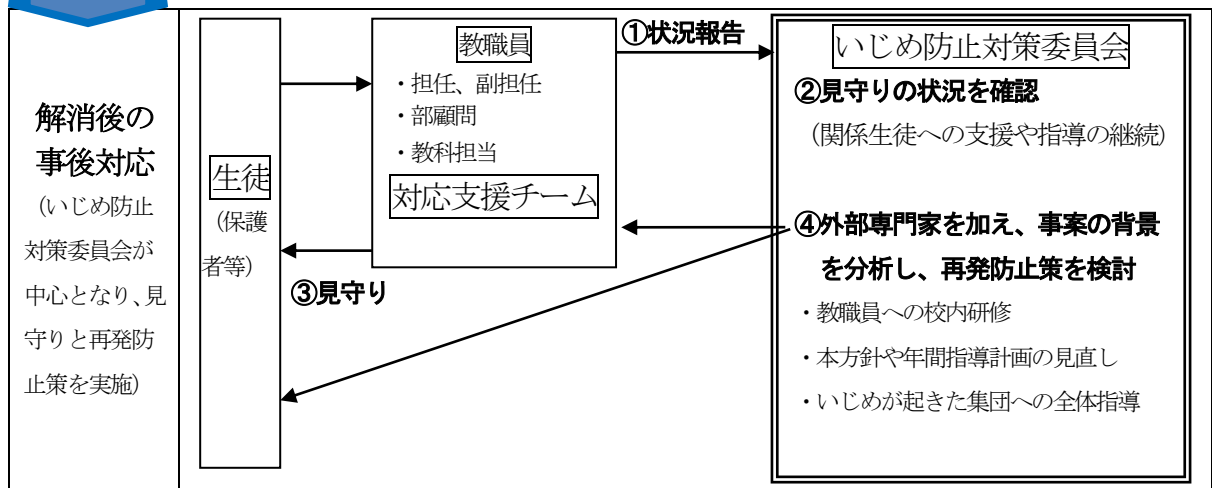 解消後の
事後対応
（いじめ防止
対策委員会が
中心となり、見
守りと再発防
止策を実施）
生徒
（保護
者等）
教職員
・担任、副担任
・部顧問
・教科担当
対応支援チーム
①状況報告
③見守り
いじめ防止対策委員会
②見守りの状況を確認
（関係生徒への支援や指導の継続）
④外部専門家を加え、事案の背景
を分析し、再発防止策を検討
・教職員への校内研修
・本方針や年間指導計画の見直し
・いじめが起きた集団への全体指導